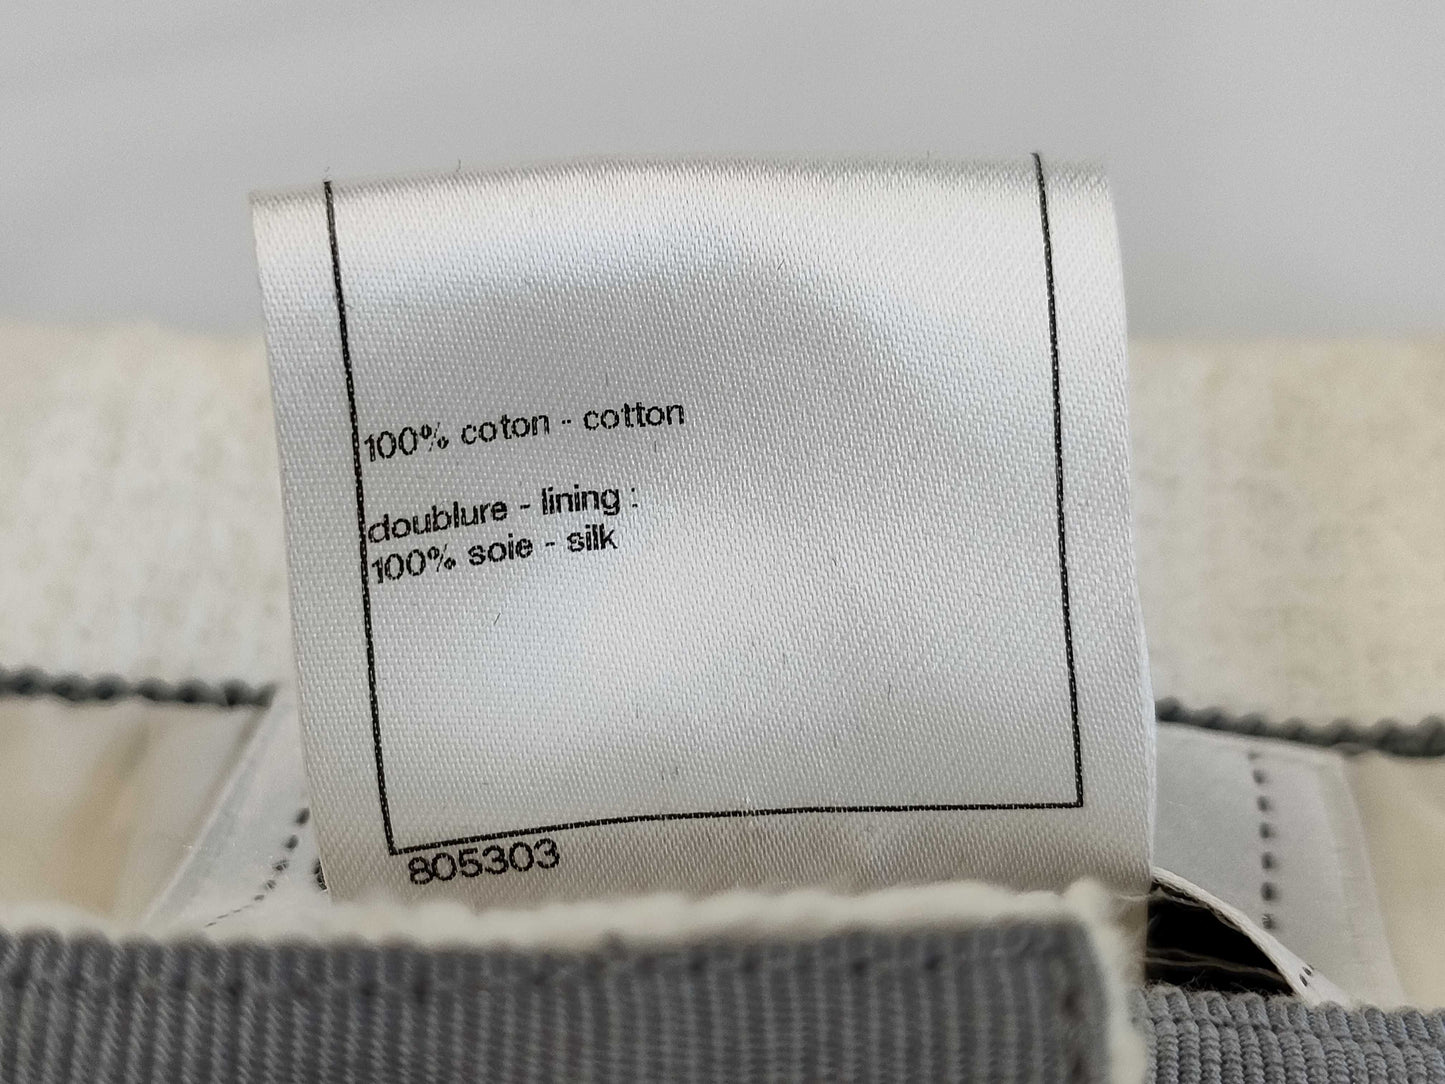 100% coton - cotton
doublure - lining :
100% soie - silk
805303